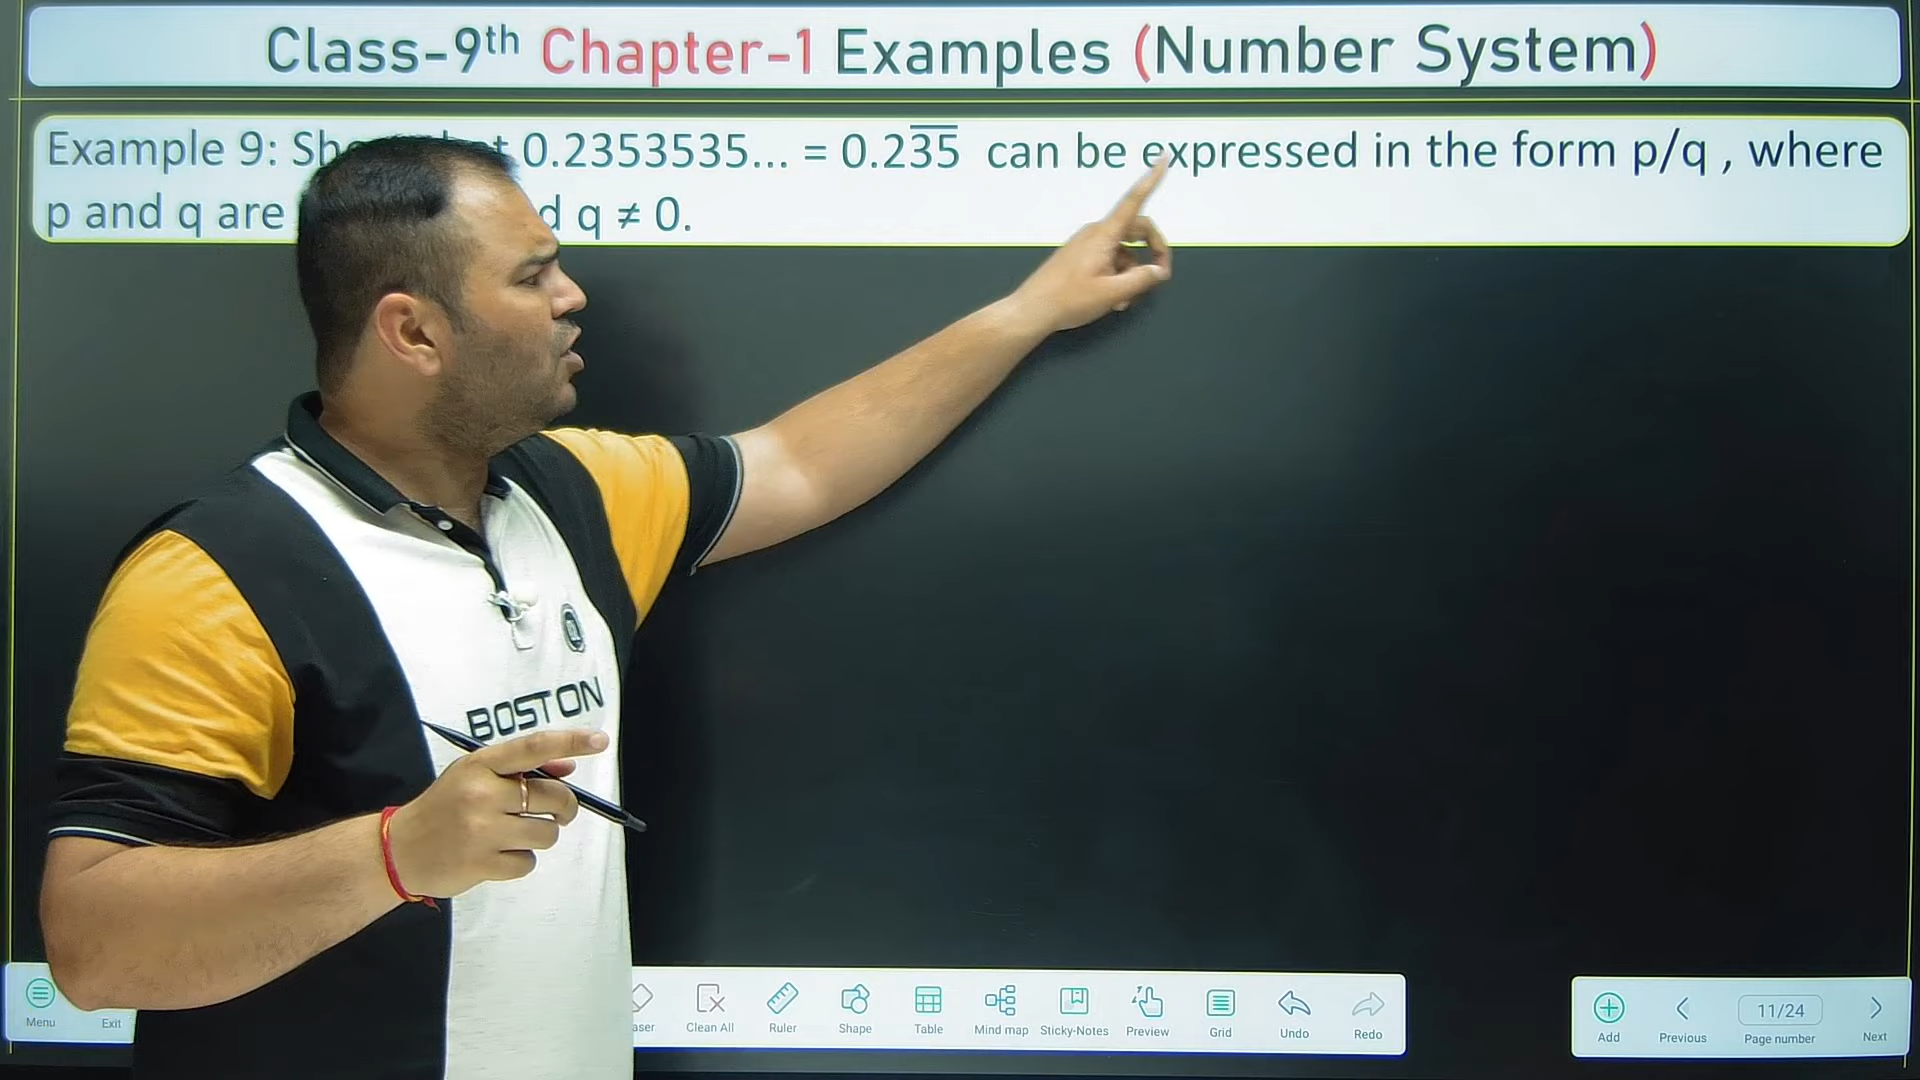 Class-9th Chapter-1 Examples (Number System)
Example 9: Sh 0.2353535... = 0.23̅5̅ can be expressed in the form p/q , where
p and q are d q ≠ 0.
BOSTON
Menu Exit aser Clean All Ruler Shape Table Mind map Sticky-Notes Preview Grid Undo Redo Add Previous 11/24 Page number Next